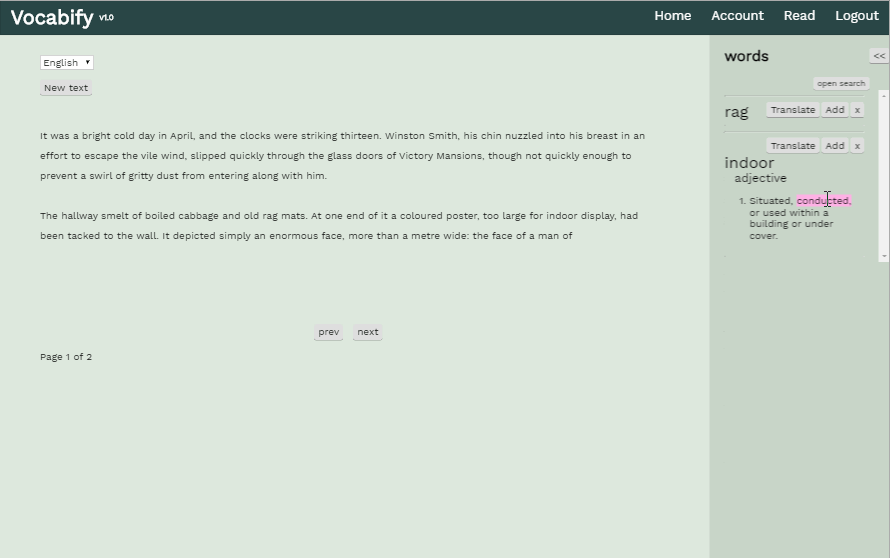 Vocabify v1.0
Home Account Read Logout
English
New text
It was a bright cold day in April, and the clocks were striking thirteen. Winston Smith, his chin nuzzled into his breast in an
effort to escape the vile wind, slipped quickly through the glass doors of Victory Mansions, though not quickly enough to
prevent a swirl of gritty dust from entering along with him.
The hallway smelt of boiled cabbage and old rag mats. At one end of it a coloured poster, too large for indoor display, had
been tacked to the wall. It depicted simply an enormous face, more than a metre wide: the face of a man of
prev next
Page 1 of 2
words
<<
open search
rag Translate Add x
Translate Add x
indoor
adjective
1. Situated, conducted,
or used within a
building or under
cover.